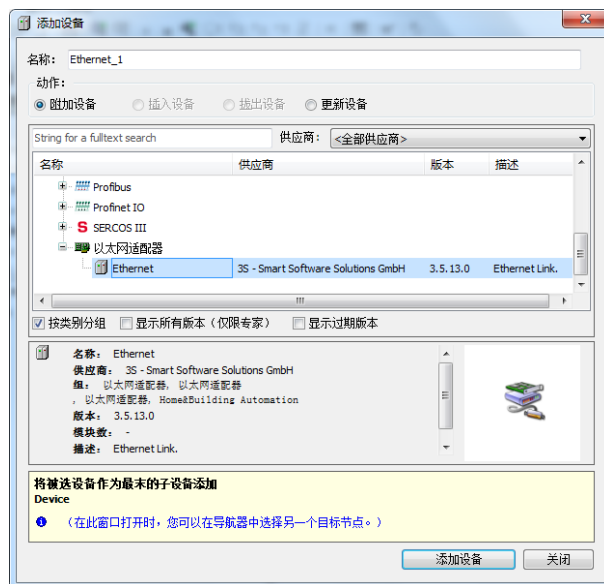 添加设备
名称： Ethernet_1
动作：
附加设备 插入设备 拔出设备 更新设备
String for a fulltext search 供应商： <全部供应商>
名称 供应商 版本 描述
Profibus
Profinet IO
SERCOS III
以太网适配器
Ethernet 3S - Smart Software Solutions GmbH 3.5.13.0 Ethernet Link.
按类别分组 显示所有版本（仅限专家） 显示过期版本
名称： Ethernet
供应商： 3S - Smart Software Solutions GmbH
组： 以太网适配器, 以太网适配器
, 以太网适配器, Home&Building Automation
版本： 3.5.13.0
模块数： -
描述： Ethernet Link.
将被选设备作为最末的子设备添加
Device
（在此窗口打开时，您可以在导航器中选择另一个目标节点。）
添加设备 关闭